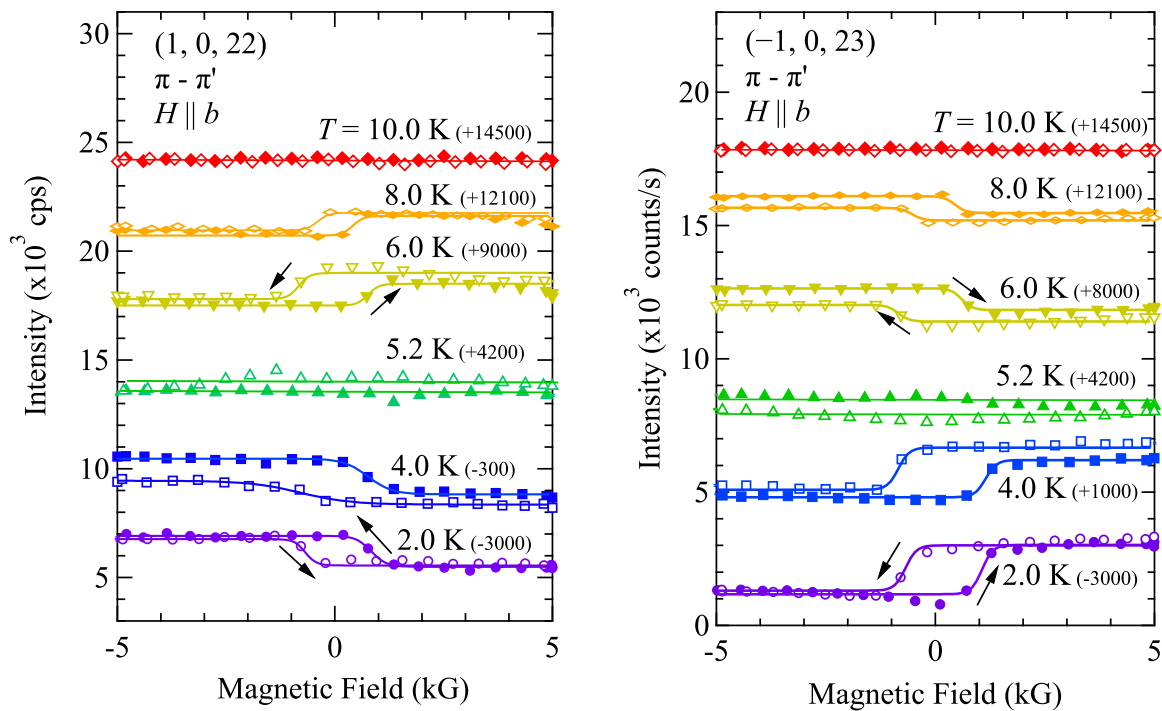 30
25
20
15
10
5
Intensity (x10³ cps)
(1, 0, 22)
π - π'
H || b
T = 10.0 K (+14500)
8.0 K (+12100)
6.0 K (+9000)
5.2 K (+4200)
4.0 K (-300)
2.0 K (-3000)
-5 0 5
Magnetic Field (kG)
20
15
10
5
0
Intensity (x10³ counts/s)
(−1, 0, 23)
π - π'
H || b
T = 10.0 K (+14500)
8.0 K (+12100)
6.0 K (+8000)
5.2 K (+4200)
4.0 K (+1000)
2.0 K (-3000)
-5 0 5
Magnetic Field (kG)